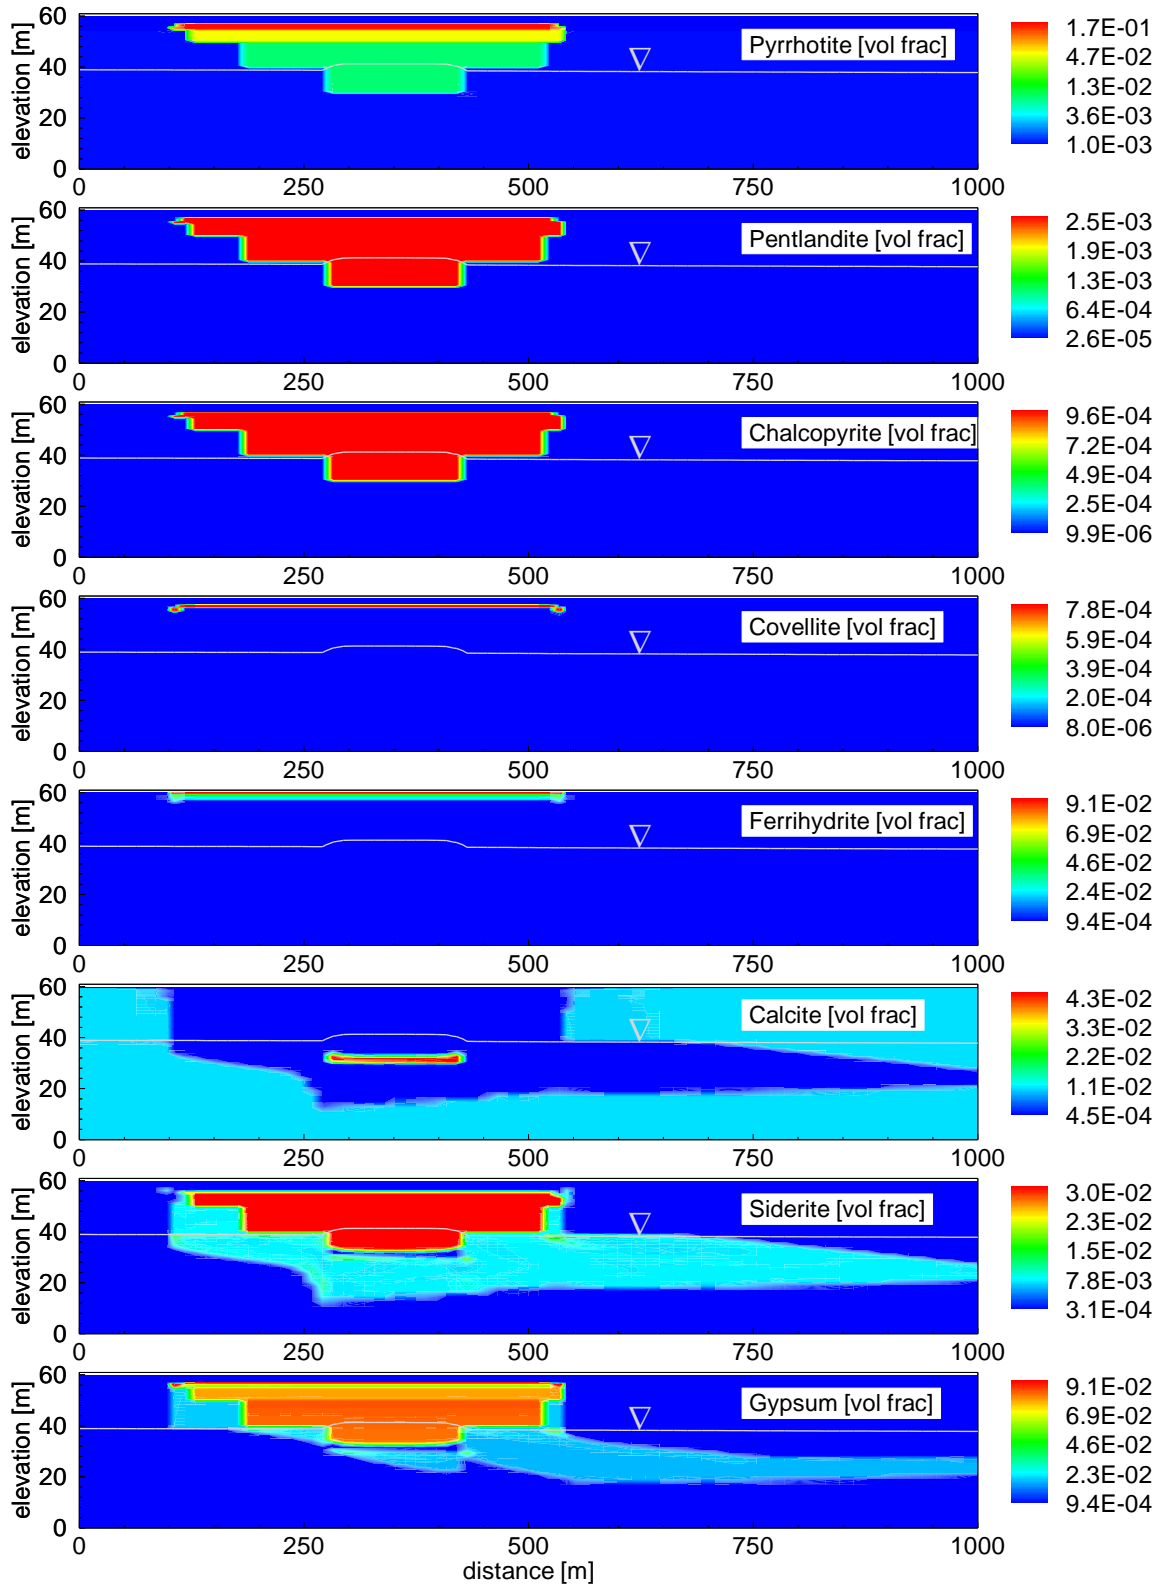 60
40
20
0
elevation [m]
Pyrrhotite [vol frac]
1.7E-01
4.7E-02
1.3E-02
3.6E-03
1.0E-03
0 250 500 750 1000
60
40
20
0
elevation [m]
Pentlandite [vol frac]
2.5E-03
1.9E-03
1.3E-03
6.4E-04
2.6E-05
0 250 500 750 1000
60
40
20
0
elevation [m]
Chalcopyrite [vol frac]
9.6E-04
7.2E-04
4.9E-04
2.5E-04
9.9E-06
0 250 500 750 1000
60
40
20
0
elevation [m]
Covellite [vol frac]
7.8E-04
5.9E-04
3.9E-04
2.0E-04
8.0E-06
0 250 500 750 1000
60
40
20
0
elevation [m]
Ferrihydrite [vol frac]
9.1E-02
6.9E-02
4.6E-02
2.4E-02
9.4E-04
0 250 500 750 1000
60
40
20
0
elevation [m]
Calcite [vol frac]
4.3E-02
3.3E-02
2.2E-02
1.1E-02
4.5E-04
0 250 500 750 1000
60
40
20
0
elevation [m]
Siderite [vol frac]
3.0E-02
2.3E-02
1.5E-02
7.8E-03
3.1E-04
0 250 500 750 1000
60
40
20
0
elevation [m]
Gypsum [vol frac]
9.1E-02
6.9E-02
4.6E-02
2.3E-02
9.4E-04
0 250 500 750 1000
distance [m]